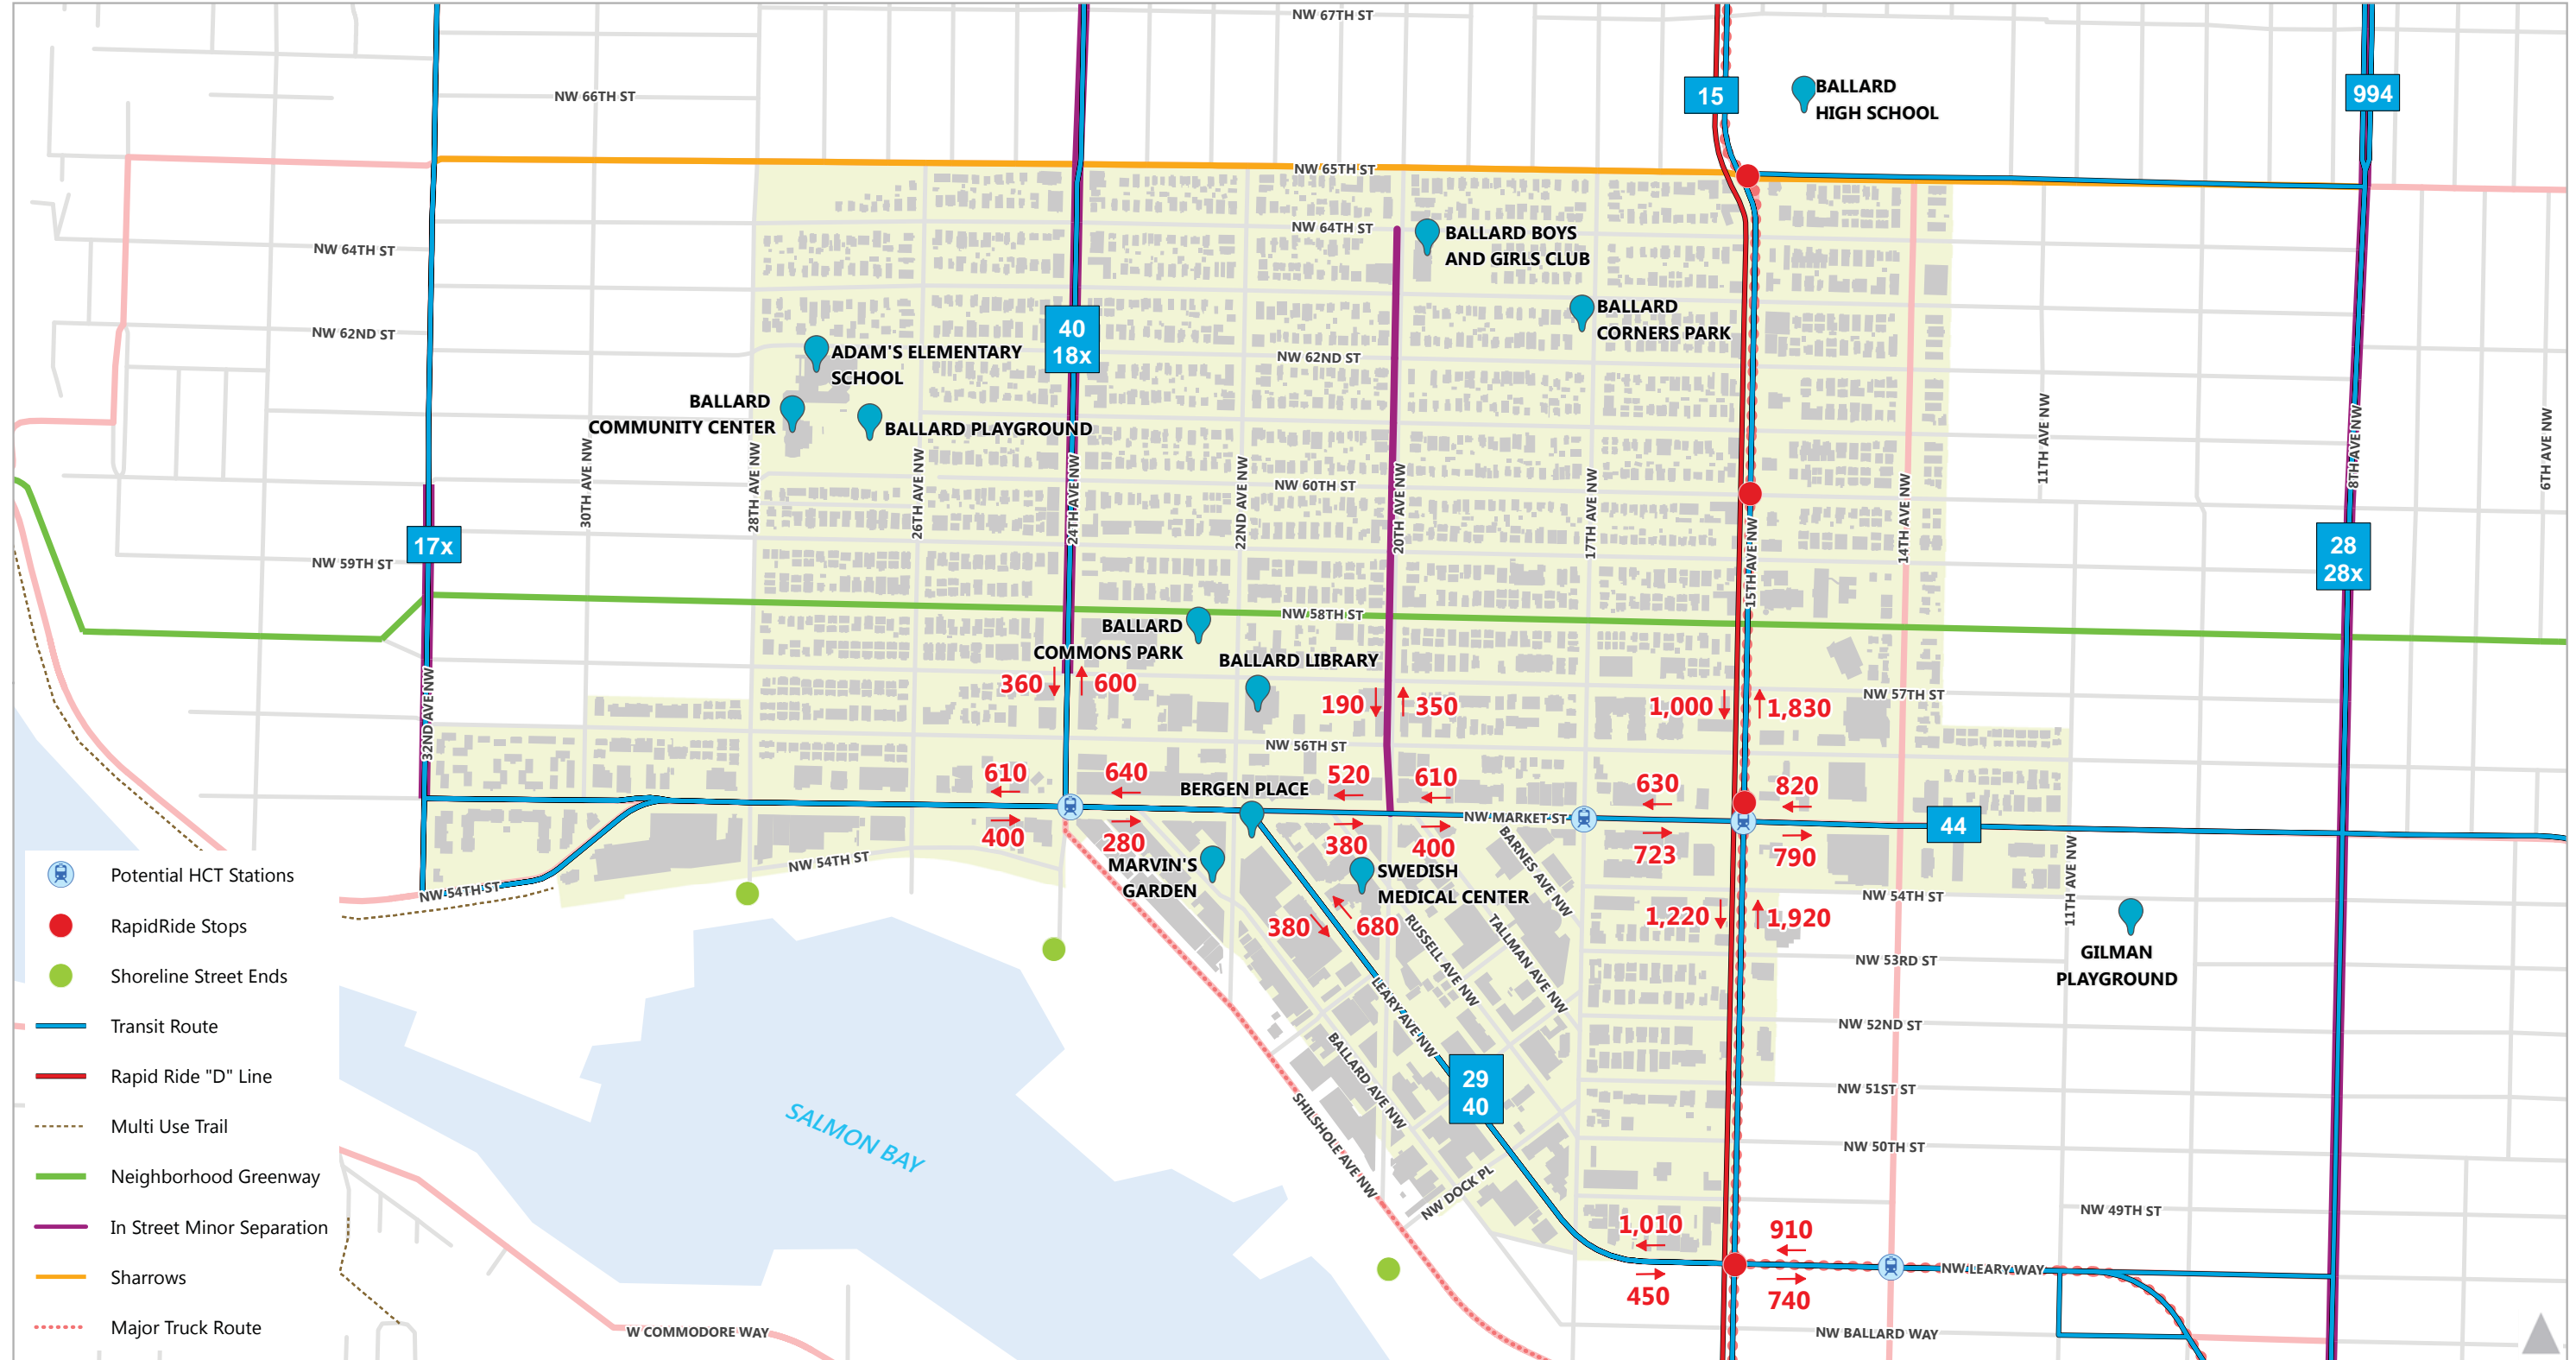 NW 67TH ST
NW 66TH ST
15
BALLARD
HIGH SCHOOL
994
NW 65TH ST
NW 64TH ST
NW 64TH ST
BALLARD BOYS
AND GIRLS CLUB
NW 62ND ST
40
18x
BALLARD
CORNERS PARK
ADAM'S ELEMENTARY
SCHOOL
NW 62ND ST
BALLARD
COMMUNITY CENTER
BALLARD PLAYGROUND
30TH AVE NW
28TH AVE NW
26TH AVE NW
24TH AVE NW
22ND AVE NW
20TH AVE NW
17TH AVE NW
15TH AVE NW
14TH AVE NW
11TH AVE NW
8TH AVE NW
6TH AVE NW
NW 60TH ST
17x
NW 59TH ST
28
28x
NW 58TH ST
BALLARD
COMMONS PARK
BALLARD LIBRARY
360
600
190
350
1,000
1,830
NW 57TH ST
32ND AVE NW
NW 56TH ST
610
640
BERGEN PLACE
520
610
630
820
NW MARKET ST
44
400
280
380
400
723
790
BARNES AVE NW
11TH AVE NW
NW 54TH ST
MARVIN'S
GARDEN
SWEDISH
MEDICAL CENTER
NW 54TH ST
NW 54TH ST
380
680
1,220
1,920
RUSSELL AVE NW
TALLMAN AVE NW
NW 53RD ST
GILMAN
PLAYGROUND
LEARY AVE NW
NW 52ND ST
BALLARD AVE NW
29
40
NW 51ST ST
SHILSHOLE AVE NW
SALMON BAY
NW 50TH ST
NW DOCK PL
NW 49TH ST
1,010
910
NW LEARY WAY
450
740
W COMMODORE WAY
NW BALLARD WAY
Potential HCT Stations
RapidRide Stops
Shoreline Street Ends
Transit Route
Rapid Ride "D" Line
Multi Use Trail
Neighborhood Greenway
In Street Minor Separation
Sharrows
Major Truck Route